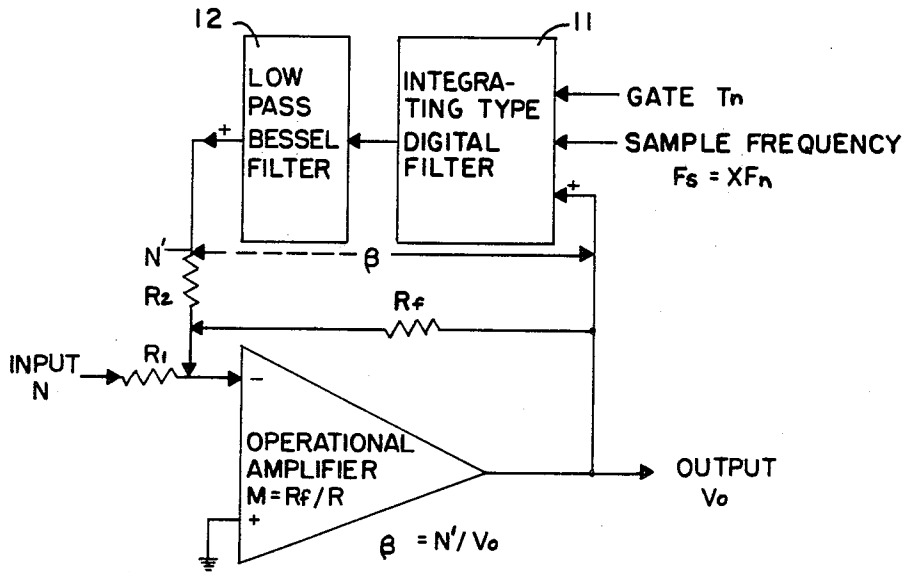 12
11
LOW
PASS
BESSEL
FILTER
INTEGRA-
TING TYPE
DIGITAL
FILTER
GATE Tn
SAMPLE FREQUENCY
Fs = XFn
+
+
N'
β
R2
Rf
R1
INPUT
N
−
OPERATIONAL
AMPLIFIER
M=Rf/R
+
OUTPUT
Vo
β = N'/Vo